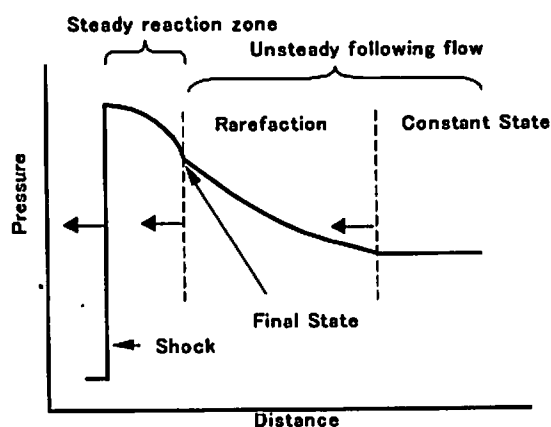 Steady reaction zone
Unsteady following flow
Rarefaction
Constant State
Pressure
Final State
Shock
Distance